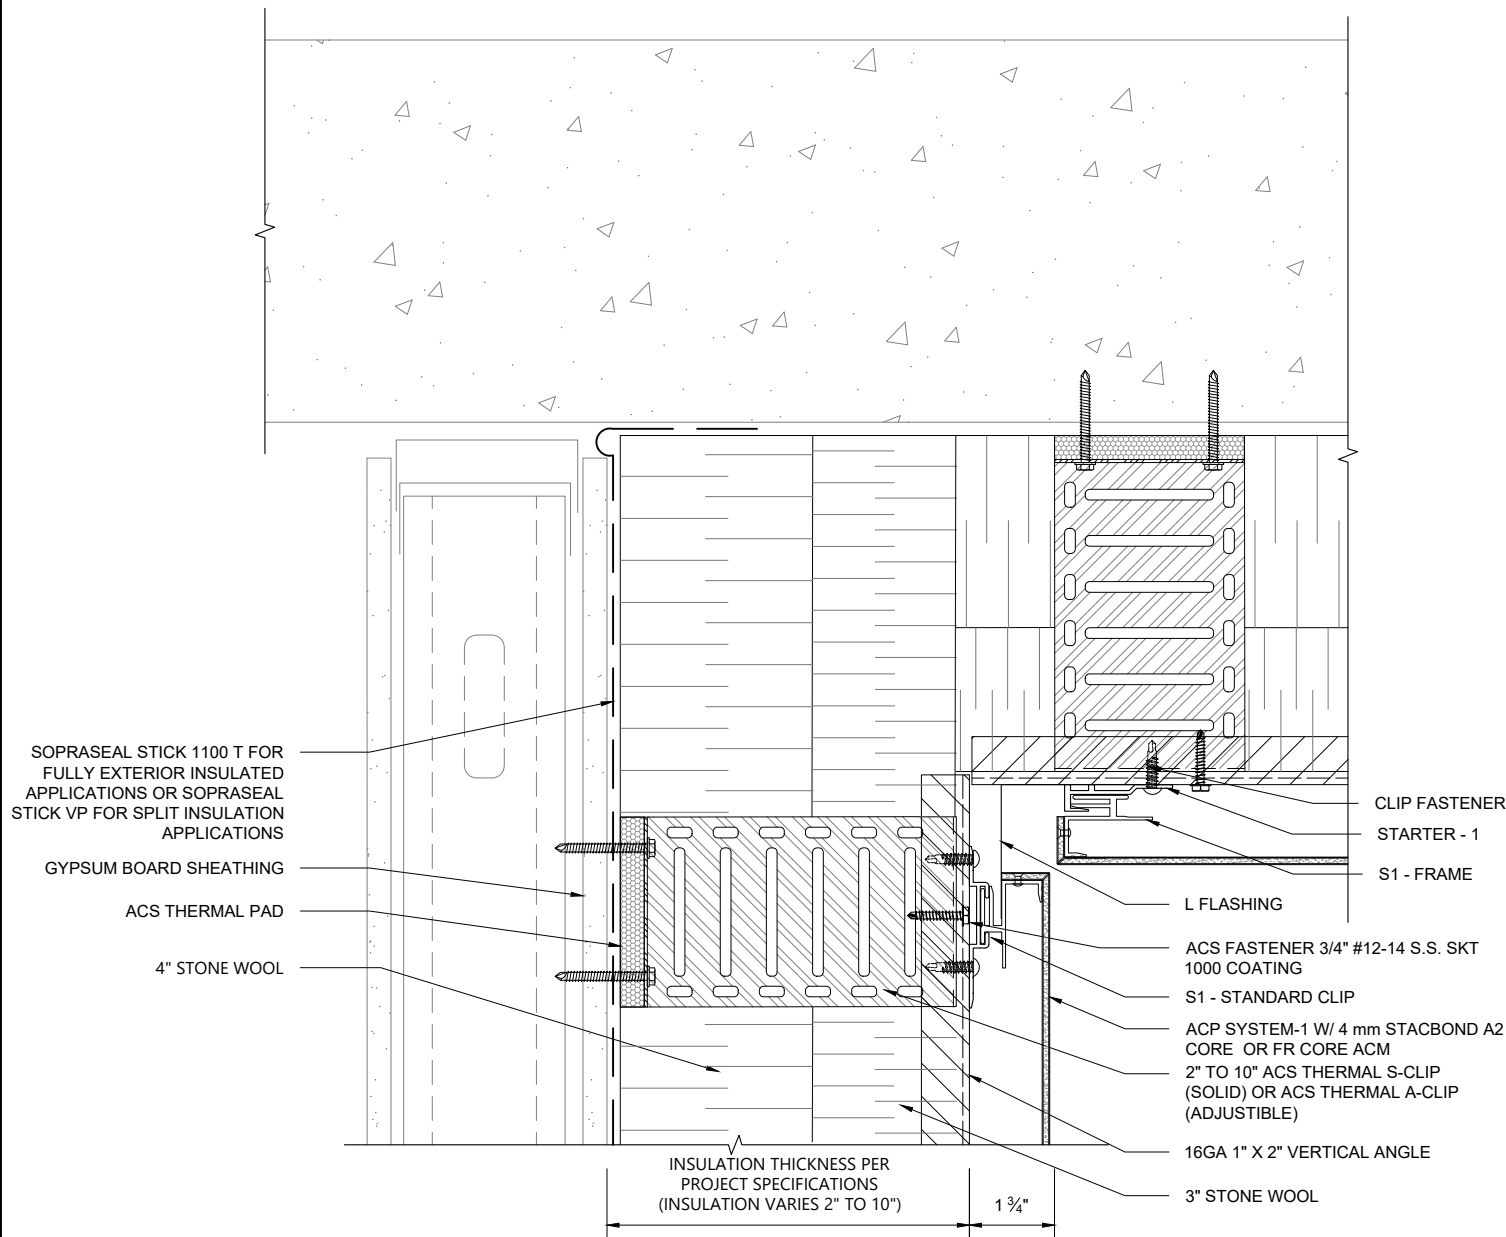 SOPRASEAL STICK 1100 T FOR
FULLY EXTERIOR INSULATED
APPLICATIONS OR SOPRASEAL
STICK VP FOR SPLIT INSULATION
APPLICATIONS
GYPSUM BOARD SHEATHING
ACS THERMAL PAD
4" STONE WOOL
CLIP FASTENER
STARTER - 1
S1 - FRAME
L FLASHING
ACS FASTENER 3/4" #12-14 S.S. SKT
1000 COATING
S1 - STANDARD CLIP
ACP SYSTEM-1 W/ 4 mm STACBOND A2
CORE OR FR CORE ACM
2" TO 10" ACS THERMAL S-CLIP
(SOLID) OR ACS THERMAL A-CLIP
(ADJUSTIBLE)
16GA 1" X 2" VERTICAL ANGLE
3" STONE WOOL
INSULATION THICKNESS PER
PROJECT SPECIFICATIONS
(INSULATION VARIES 2" TO 10")
1 3/4"